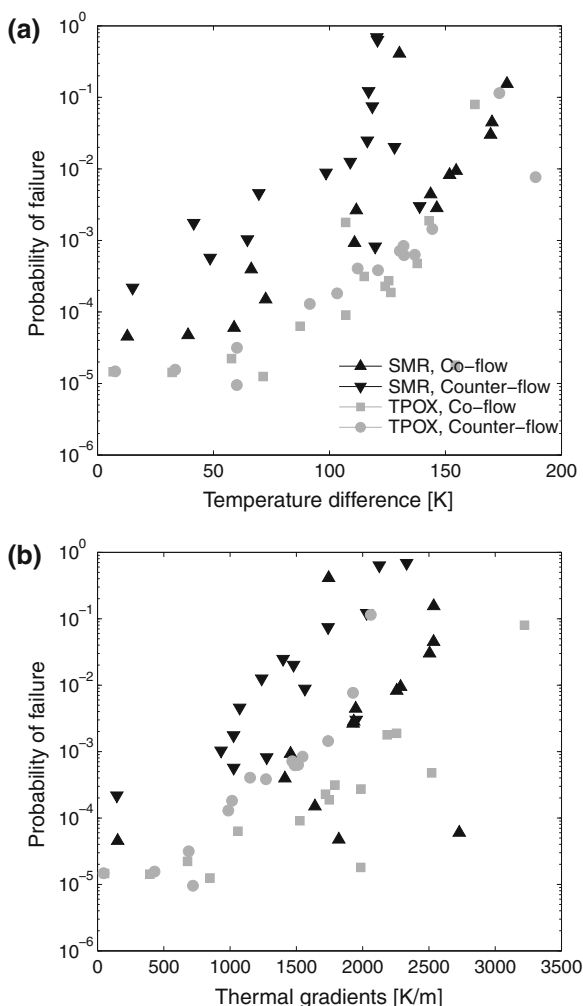 (a)
10^0
10^-1
10^-2
10^-3
10^-4
10^-5
10^-6
Probability of failure
SMR, Co-flow
SMR, Counter-flow
TPOX, Co-flow
TPOX, Counter-flow
0 50 100 150 200
Temperature difference [K]
(b)
10^0
10^-1
10^-2
10^-3
10^-4
10^-5
10^-6
Probability of failure
0 500 1000 1500 2000 2500 3000 3500
Thermal gradients [K/m]